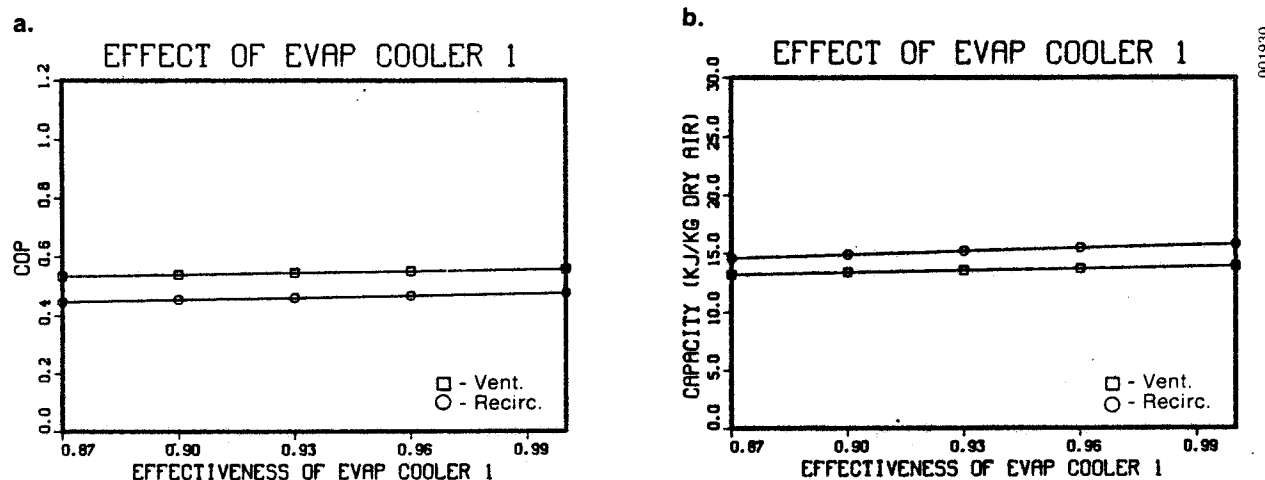 a.
EFFECT OF EVAP COOLER 1
1.2
1.0
0.8
0.6
0.4
0.2
0.0
COP
□ - Vent.
○ - Recirc.
0.87 0.90 0.93 0.96 0.99
EFFECTIVENESS OF EVAP COOLER 1
b.
EFFECT OF EVAP COOLER 1
30.0
25.0
20.0
15.0
10.0
5.0
0.0
CAPACITY (KJ/KG DRY AIR)
□ - Vent.
○ - Recirc.
0.87 0.90 0.93 0.96 0.99
EFFECTIVENESS OF EVAP COOLER 1